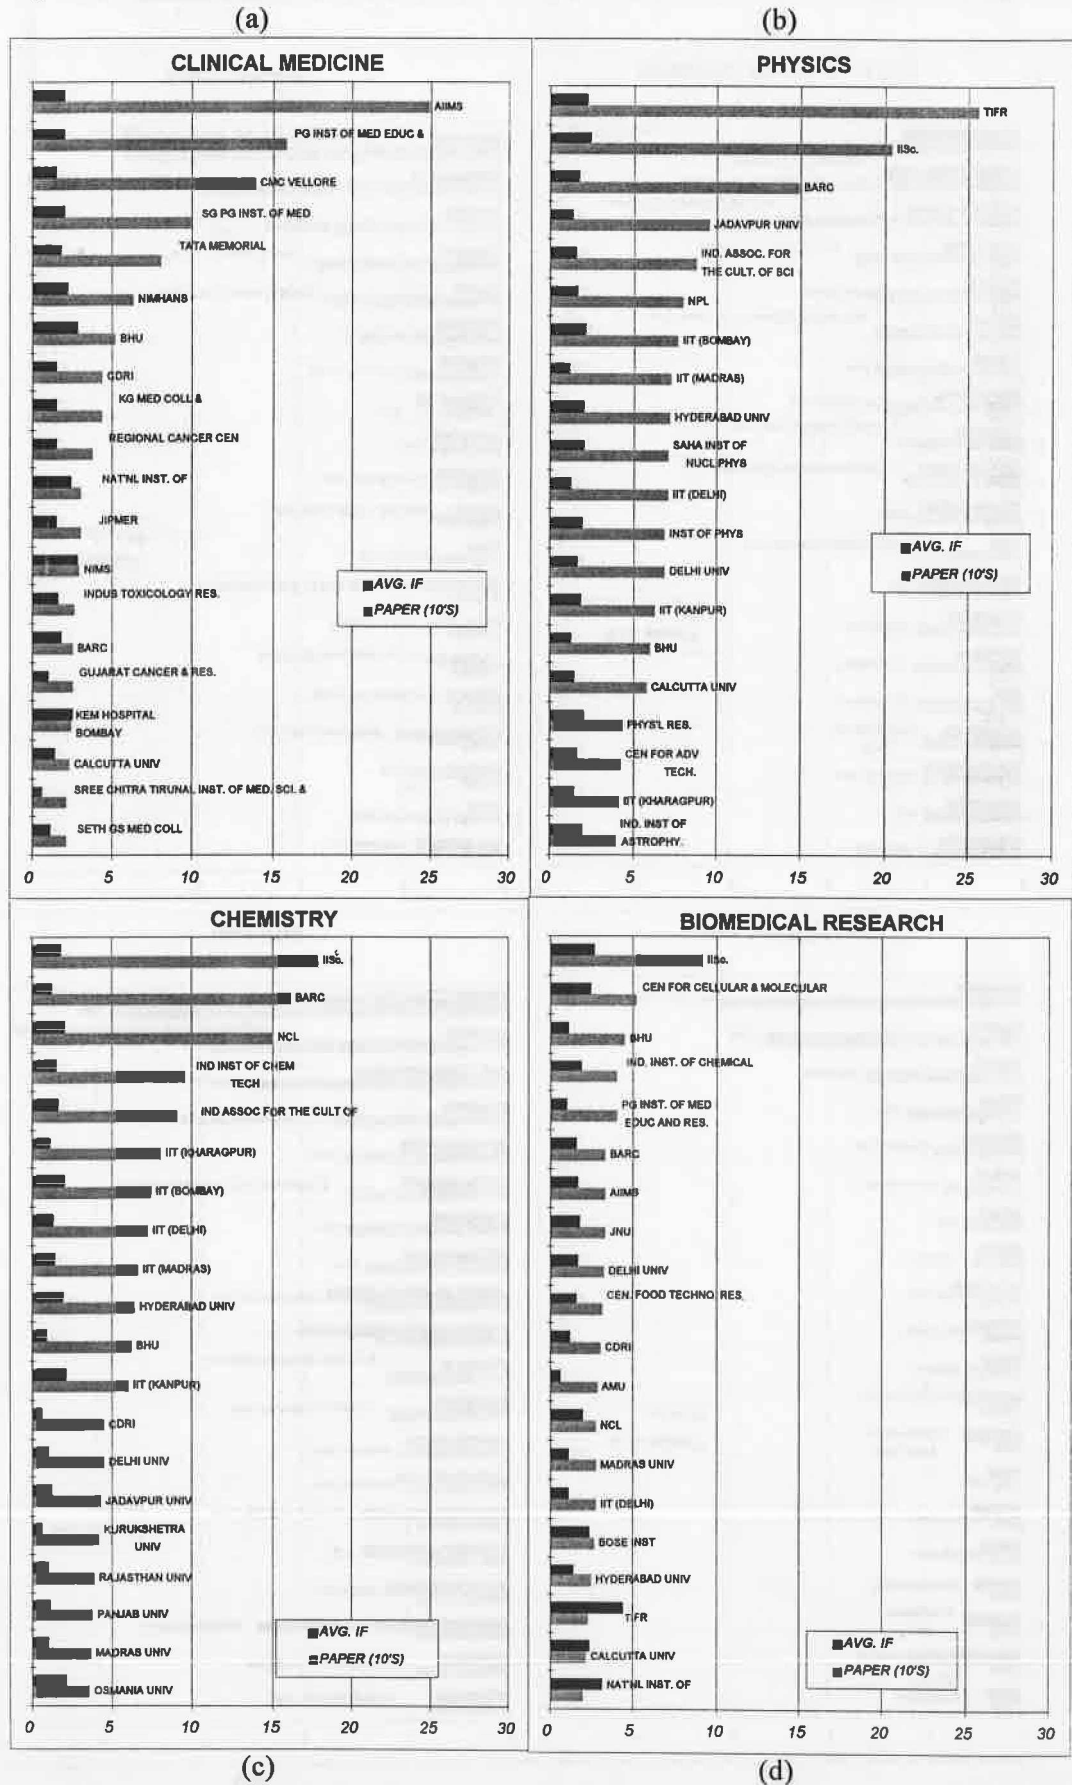 (a)
(b)
CLINICAL MEDICINE
AIIMS
PG INST OF MED EDUC &
CMC VELLORE
SG PG INST. OF MED
TATA MEMORIAL
NIMHANS
BHU
CDRI
KG MED COLL &
REGIONAL CANCER CEN
NAT'NL INST. OF
JIPMER
NIMS
INDUS TOXICOLOGY RES.
BARC
GUJARAT CANCER & RES.
KEM HOSPITAL
BOMBAY
CALCUTTA UNIV
SREE CHITRA TIRUNAL INST. OF MED. SCI. &
SETH GS MED COLL
AVG. IF
PAPER (10'S)
0 5 10 15 20 25 30
PHYSICS
TIFR
IISc.
BARC
JADAVPUR UNIV
IND. ASSOC. FOR
THE CULT. OF SCI
NPL
IIT (BOMBAY)
IIT (MADRAS)
HYDERABAD UNIV
SAHA INST OF
NUCL PHYS
IIT (DELHI)
INST OF PHYS
DELHI UNIV
IIT (KANPUR)
BHU
CALCUTTA UNIV
PHYS'L RES.
CEN FOR ADV
TECH.
IIT (KHARAGPUR)
IND. INST OF
ASTROPHY.
AVG. IF
PAPER (10'S)
0 5 10 15 20 25 30
CHEMISTRY
IISc.
BARC
NCL
IND INST OF CHEM
TECH
IND ASSOC FOR THE CULT OF
IIT (KHARAGPUR)
IIT (BOMBAY)
IIT (DELHI)
IIT (MADRAS)
HYDERABAD UNIV
BHU
IIT (KANPUR)
CDRI
DELHI UNIV
JADAVPUR UNIV
KURUKSHETRA
UNIV
RAJASTHAN UNIV
PANJAB UNIV
MADRAS UNIV
OSMANIA UNIV
AVG. IF
PAPER (10'S)
0 5 10 15 20 25 30
BIOMEDICAL RESEARCH
IISc.
CEN FOR CELLULAR & MOLECULAR
BHU
IND. INST. OF CHEMICAL
PG INST. OF MED
EDUC AND RES.
BARC
AIIMS
JNU
DELHI UNIV
CEN. FOOD TECHNO. RES.
CDRI
AMU
NCL
MADRAS UNIV
IIT (DELHI)
BOSE INST
HYDERABAD UNIV
TIFR
CALCUTTA UNIV
NAT'NL INST. OF
AVG. IF
PAPER (10'S)
0 5 10 15 20 25 30
(c)
(d)